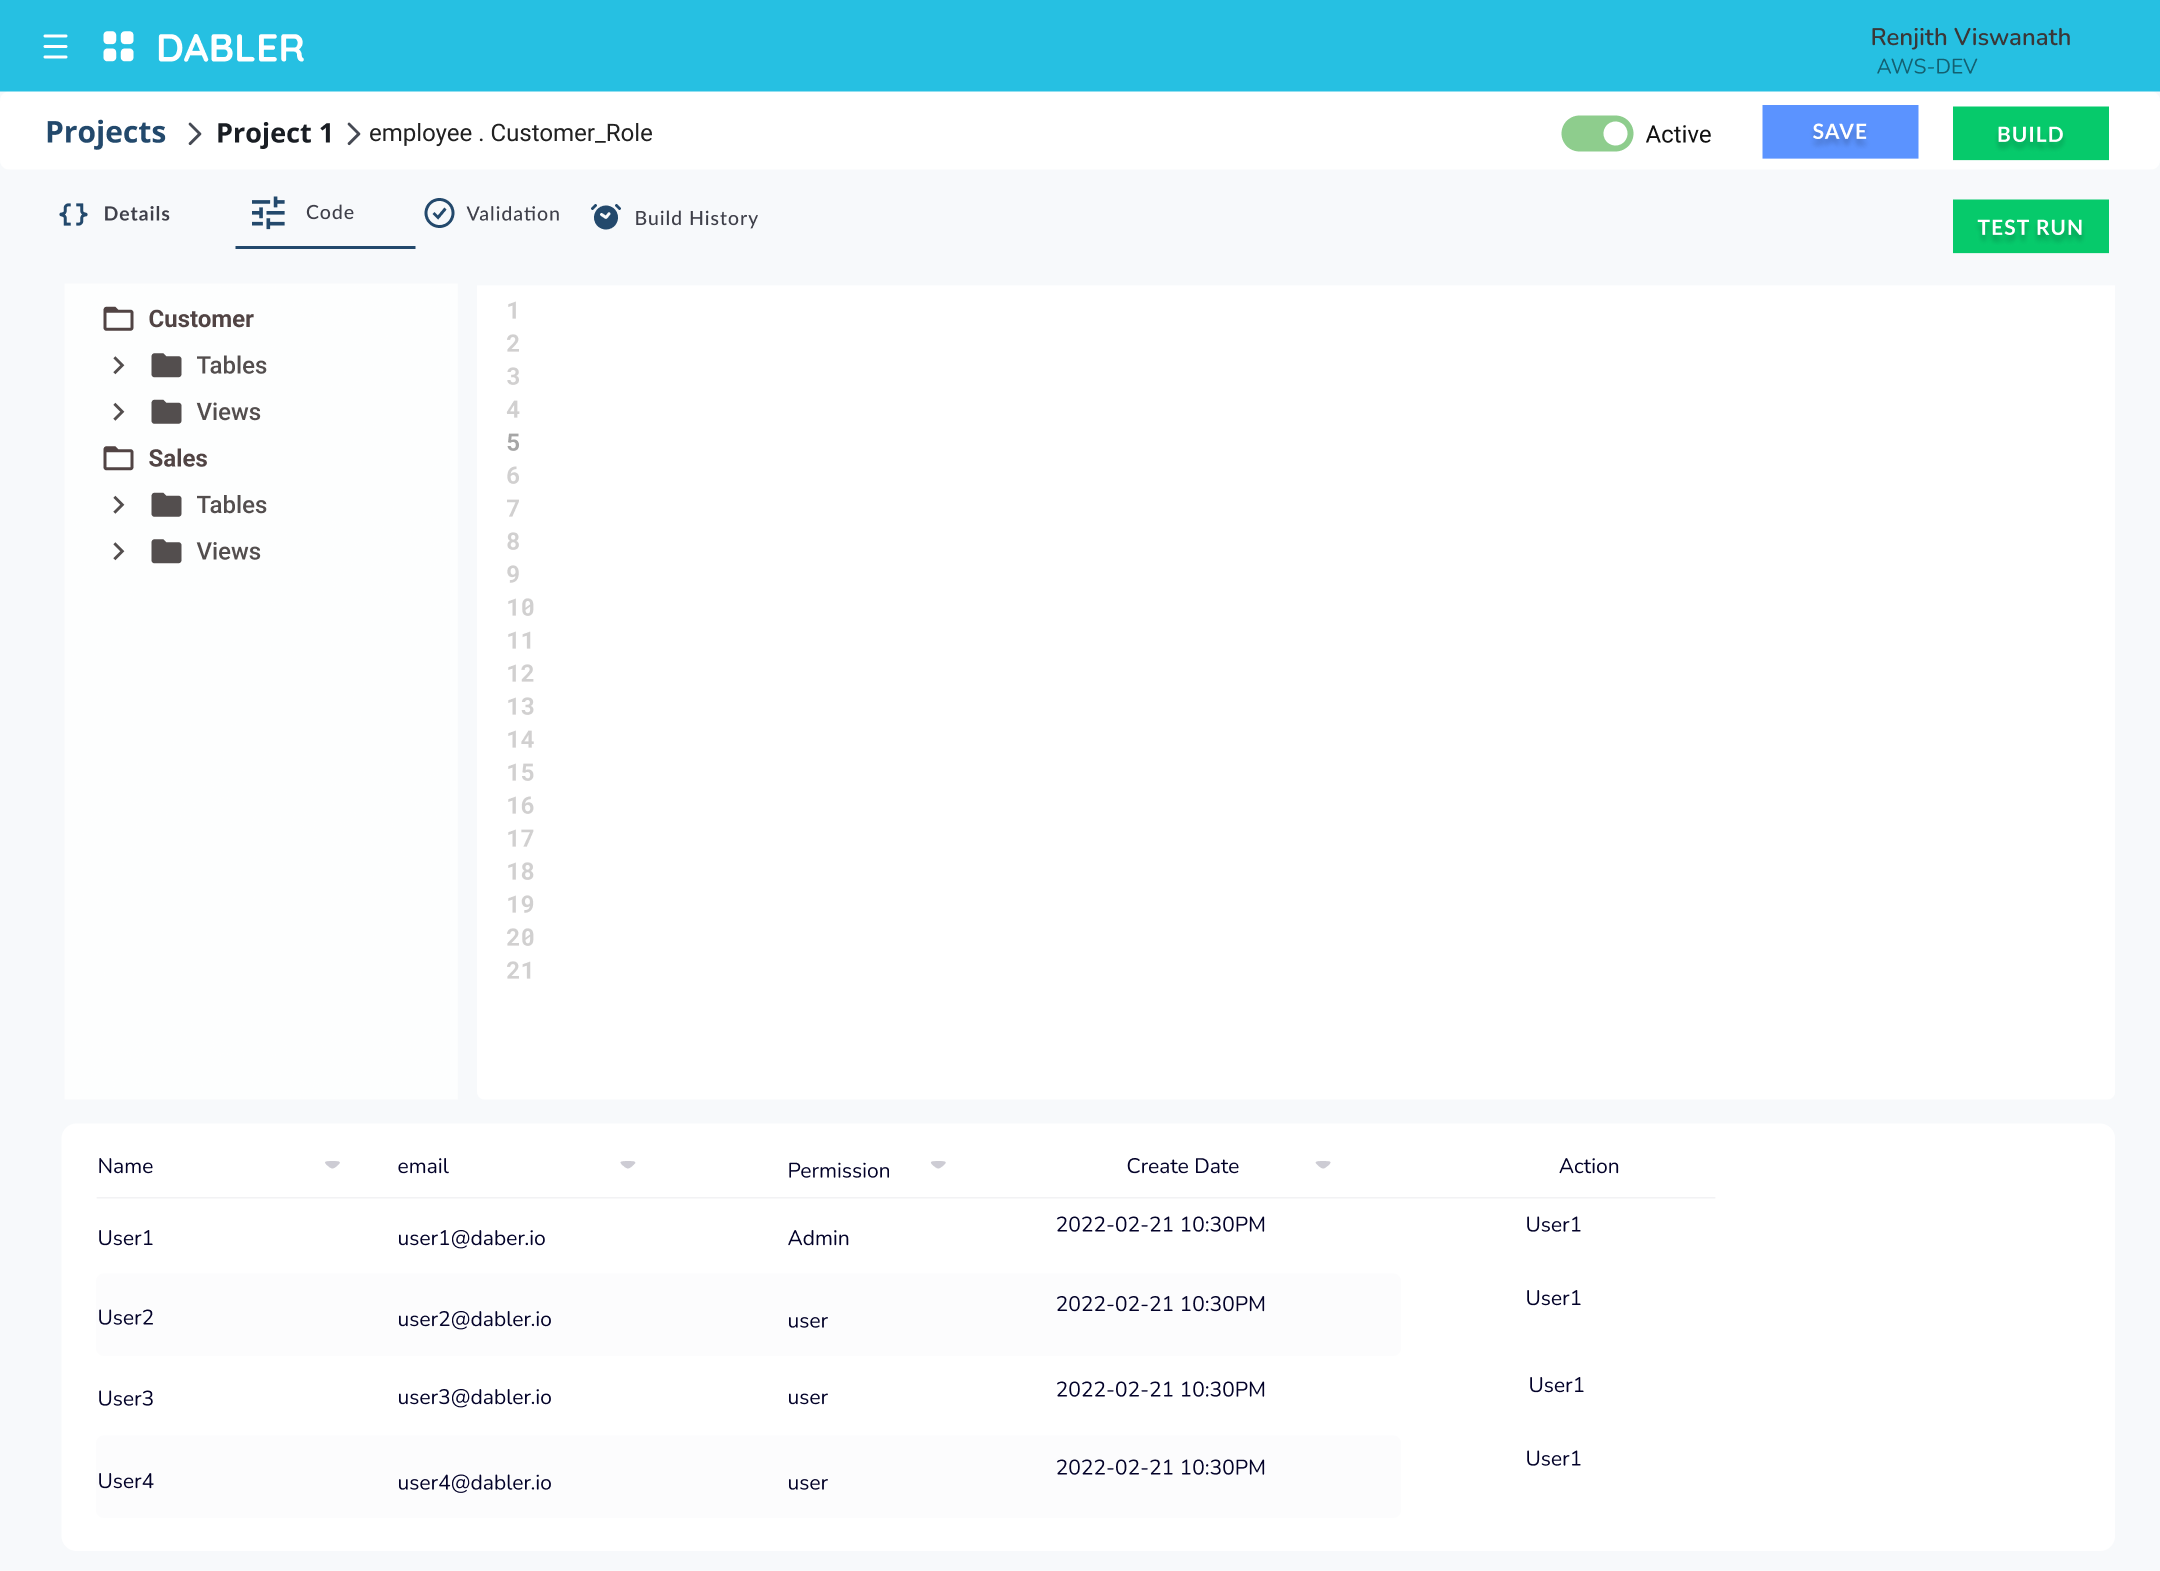 DABLER
Renjith Viswanath
AWS-DEV
Projects > Project 1 > employee . Customer_Role
Active
SAVE
BUILD
Details
Code
Validation
Build History
TEST RUN
Customer
Tables
Views
Sales
Tables
Views
1
2
3
4
5
6
7
8
9
10
11
12
13
14
15
16
17
18
19
20
21
Name email Permission Create Date Action
User1 user1@daber.io Admin 2022-02-21 10:30PM User1
User2 user2@dabler.io user 2022-02-21 10:30PM User1
User3 user3@dabler.io user 2022-02-21 10:30PM User1
User4 user4@dabler.io user 2022-02-21 10:30PM User1